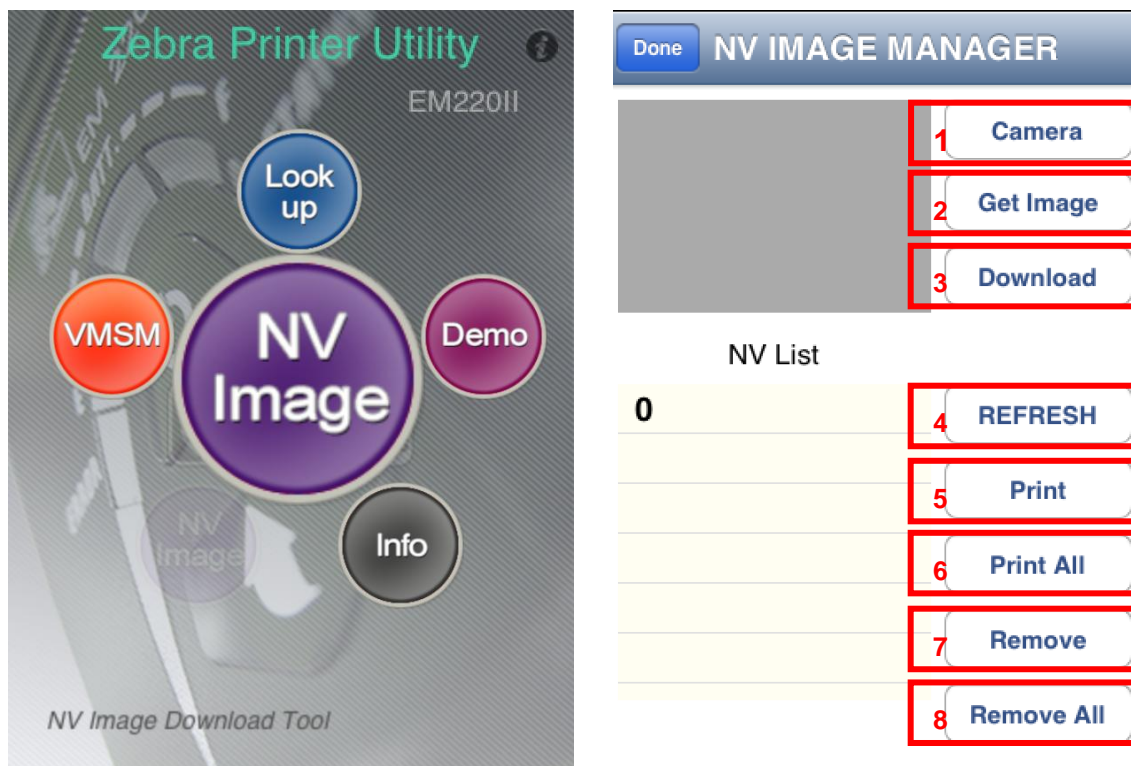 Zebra Printer Utility
EM220II
Look
up
VMSM
NV
Image
Demo
NV
Image
Info
NV Image Download Tool
Done
NV IMAGE MANAGER
1
Camera
2
Get Image
3
Download
NV List
0
4
REFRESH
5
Print
6
Print All
7
Remove
8
Remove All